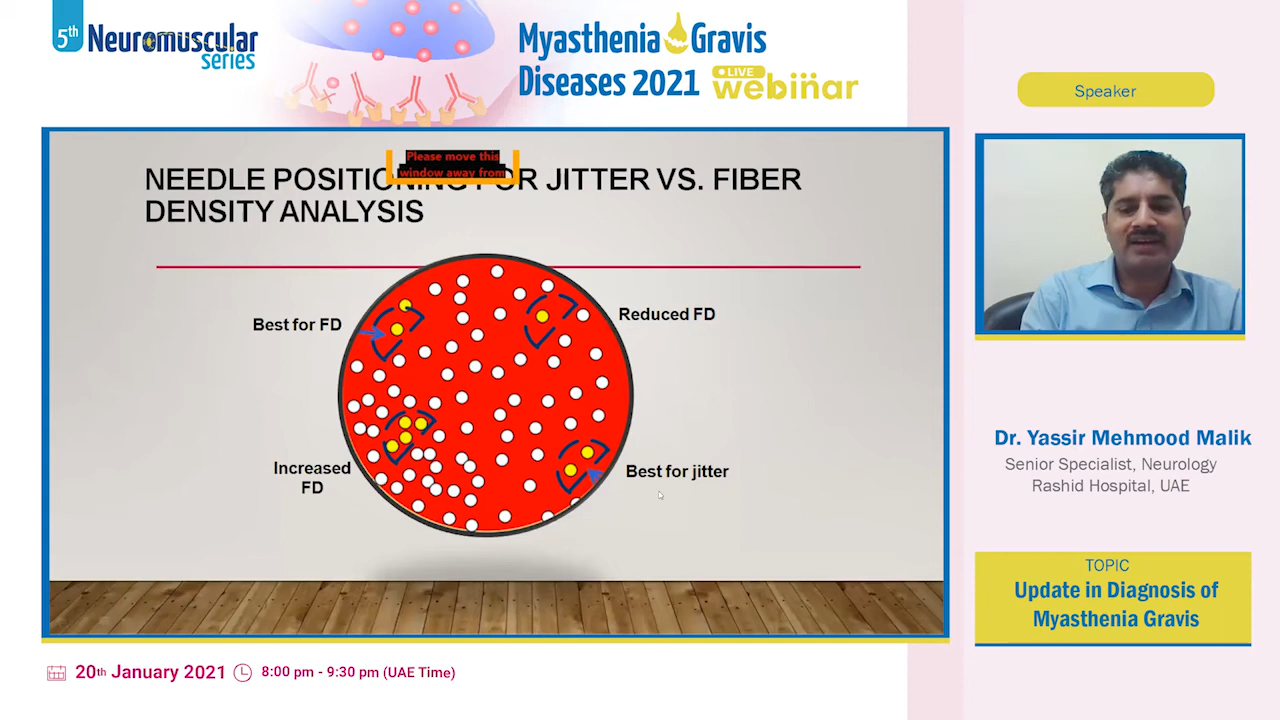 5th Neuromuscular
series
Myasthenia Gravis
Diseases 2021 LIVE webinar
Speaker
Please move this
window away from
NEEDLE POSITIONING FOR JITTER VS. FIBER
DENSITY ANALYSIS
Best for FD
Reduced FD
Increased
FD
Best for jitter
Dr. Yassir Mehmood Malik
Senior Specialist, Neurology
Rashid Hospital, UAE
TOPIC
Update in Diagnosis of
Myasthenia Gravis
20th January 2021 8:00 pm - 9:30 pm (UAE Time)